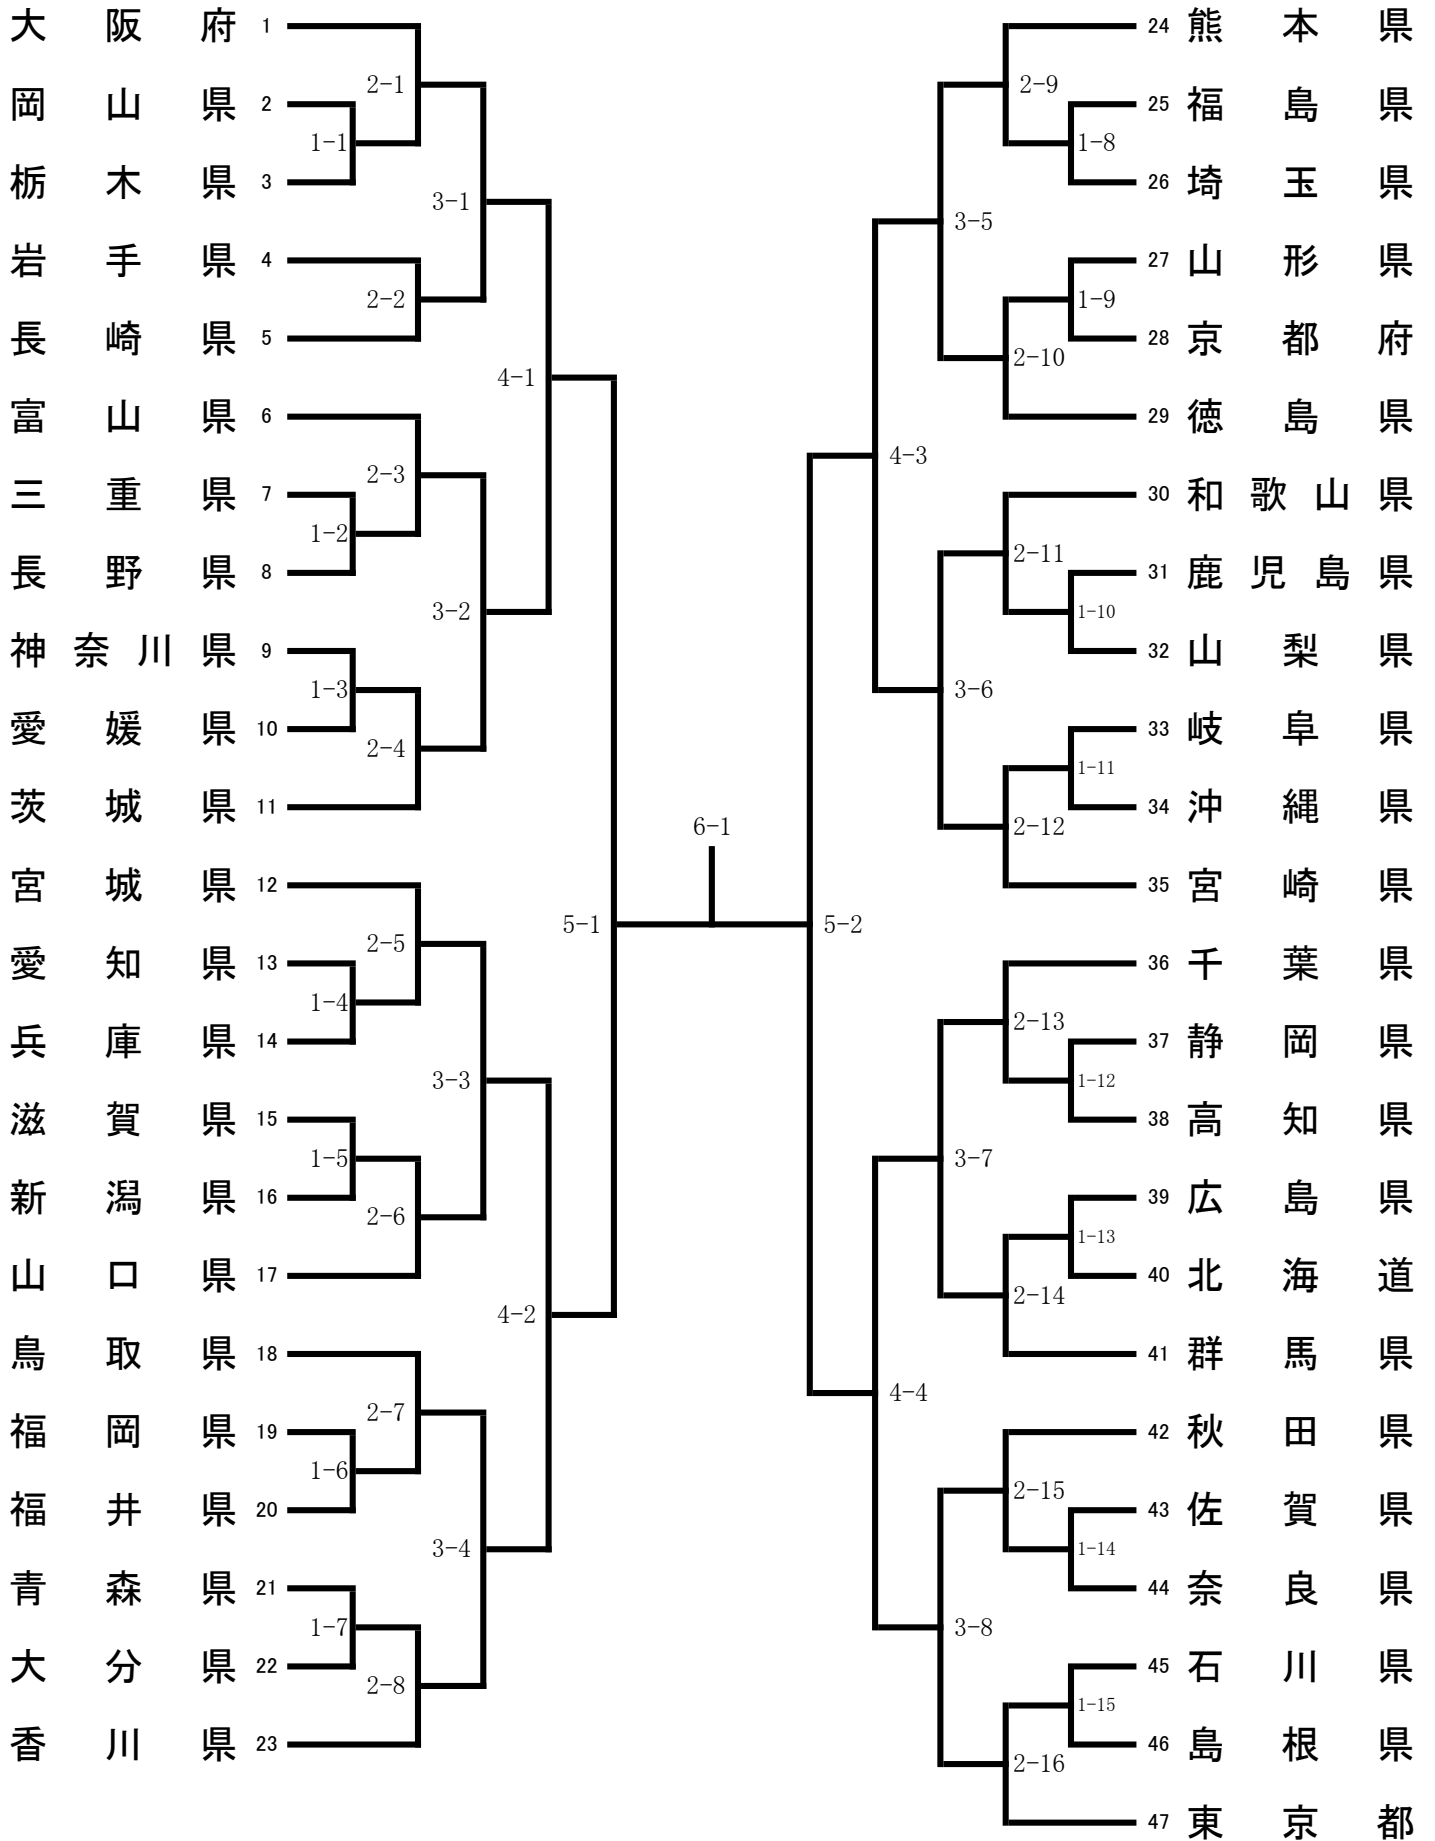 大阪府 1
2-1
岡山県 2
1-1
栃木県 3
3-1
岩手県 4
2-2
長崎県 5
4-1
富山県 6
2-3
三重県 7
1-2
長野県 8
3-2
神奈川県 9
1-3
愛媛県 10
2-4
茨城県 11
宮城県 12
5-1
2-5
愛知県 13
1-4
兵庫県 14
3-3
滋賀県 15
1-5
新潟県 16
2-6
山口県 17
4-2
鳥取県 18
2-7
福岡県 19
1-6
福井県 20
3-4
青森県 21
1-7
大分県 22
2-8
香川県 23
6-1
24 熊本県
2-9
25 福島県
1-8
26 埼玉県
3-5
27 山形県
1-9
28 京都府
2-10
29 徳島県
4-3
30 和歌山県
2-11
31 鹿児島県
1-10
32 山梨県
3-6
33 岐阜県
1-11
34 沖縄県
2-12
35 宮崎県
5-2
36 千葉県
2-13
37 静岡県
1-12
38 高知県
3-7
39 広島県
1-13
40 北海道
2-14
41 群馬県
4-4
42 秋田県
2-15
43 佐賀県
1-14
44 奈良県
3-8
45 石川県
1-15
46 島根県
2-16
47 東京都